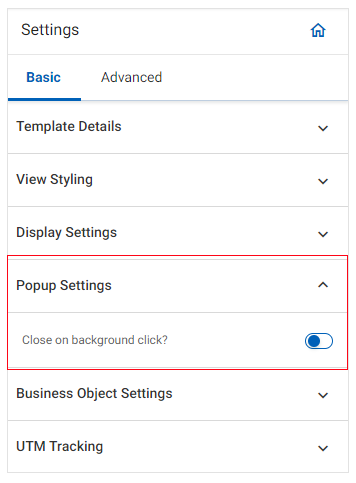 Settings
Basic Advanced
Template Details
View Styling
Display Settings
Popup Settings
Close on background click?
Business Object Settings
UTM Tracking